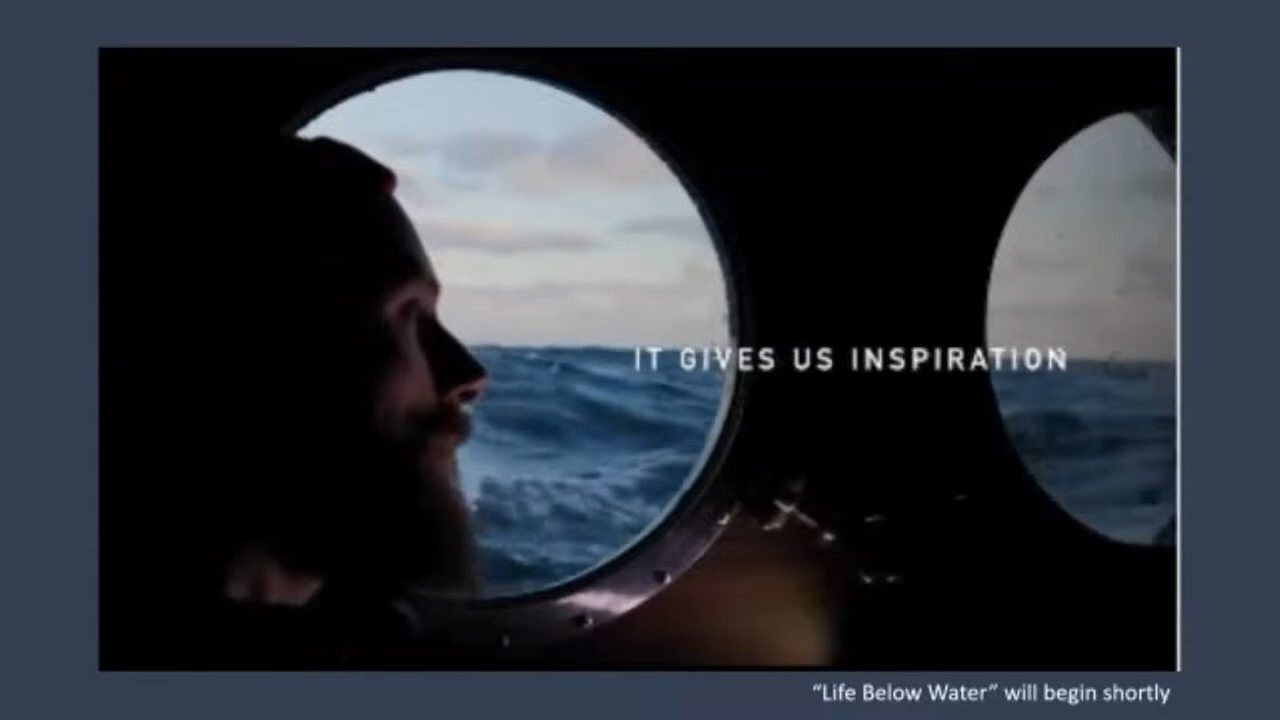 IT GIVES US INSPIRATION
“Life Below Water” will begin shortly